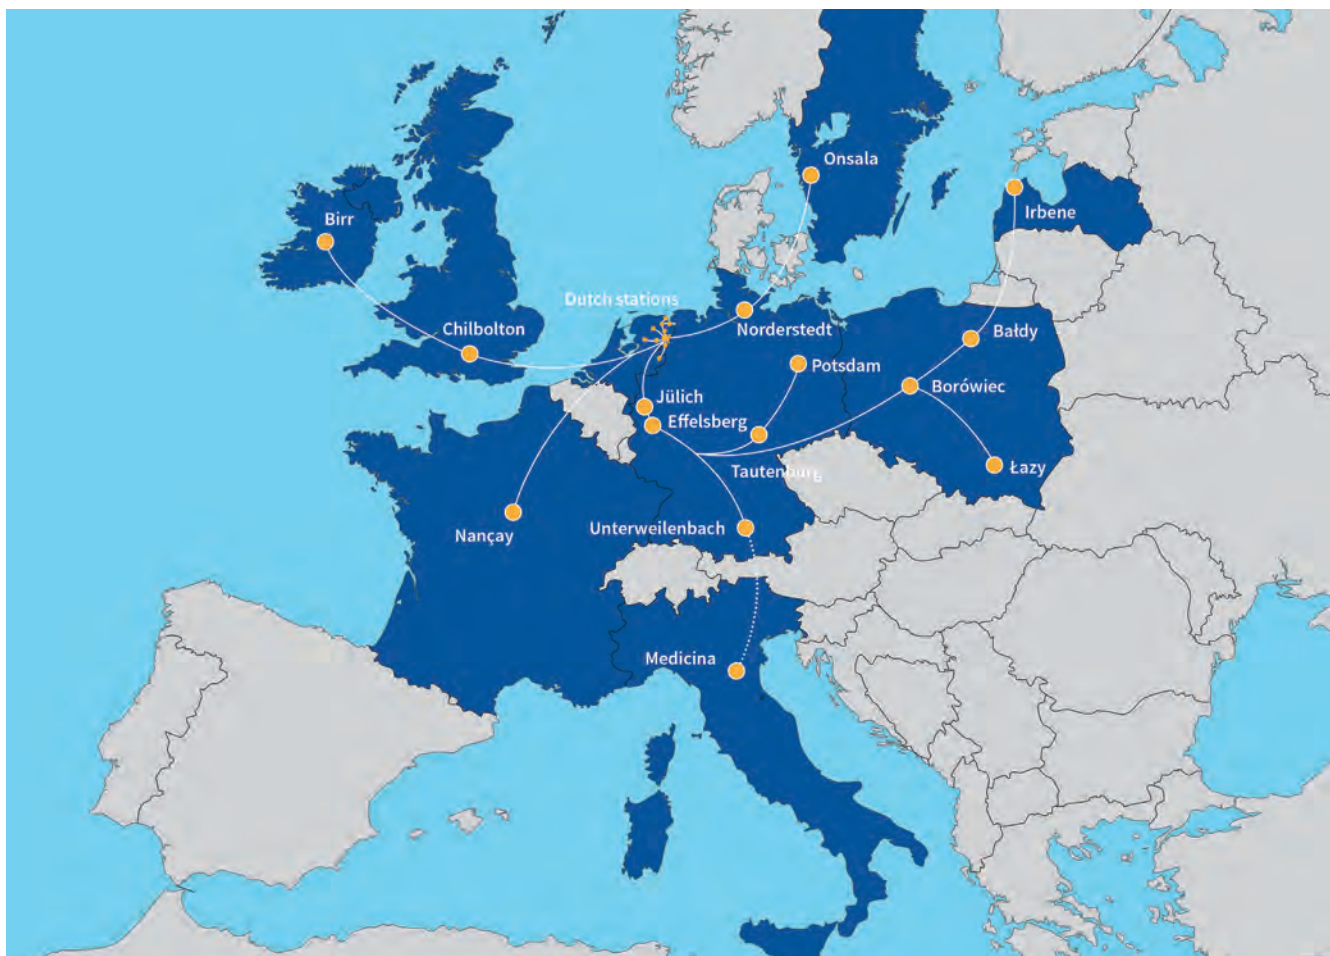 Onsala
Irbene
Birr
Dutch stations
Chilbolton
Norderstedt
Bałdy
Potsdam
Borówiec
Jülich
Effelsberg
Tautenburg
Łazy
Nançay
Unterweilenbach
Medicina